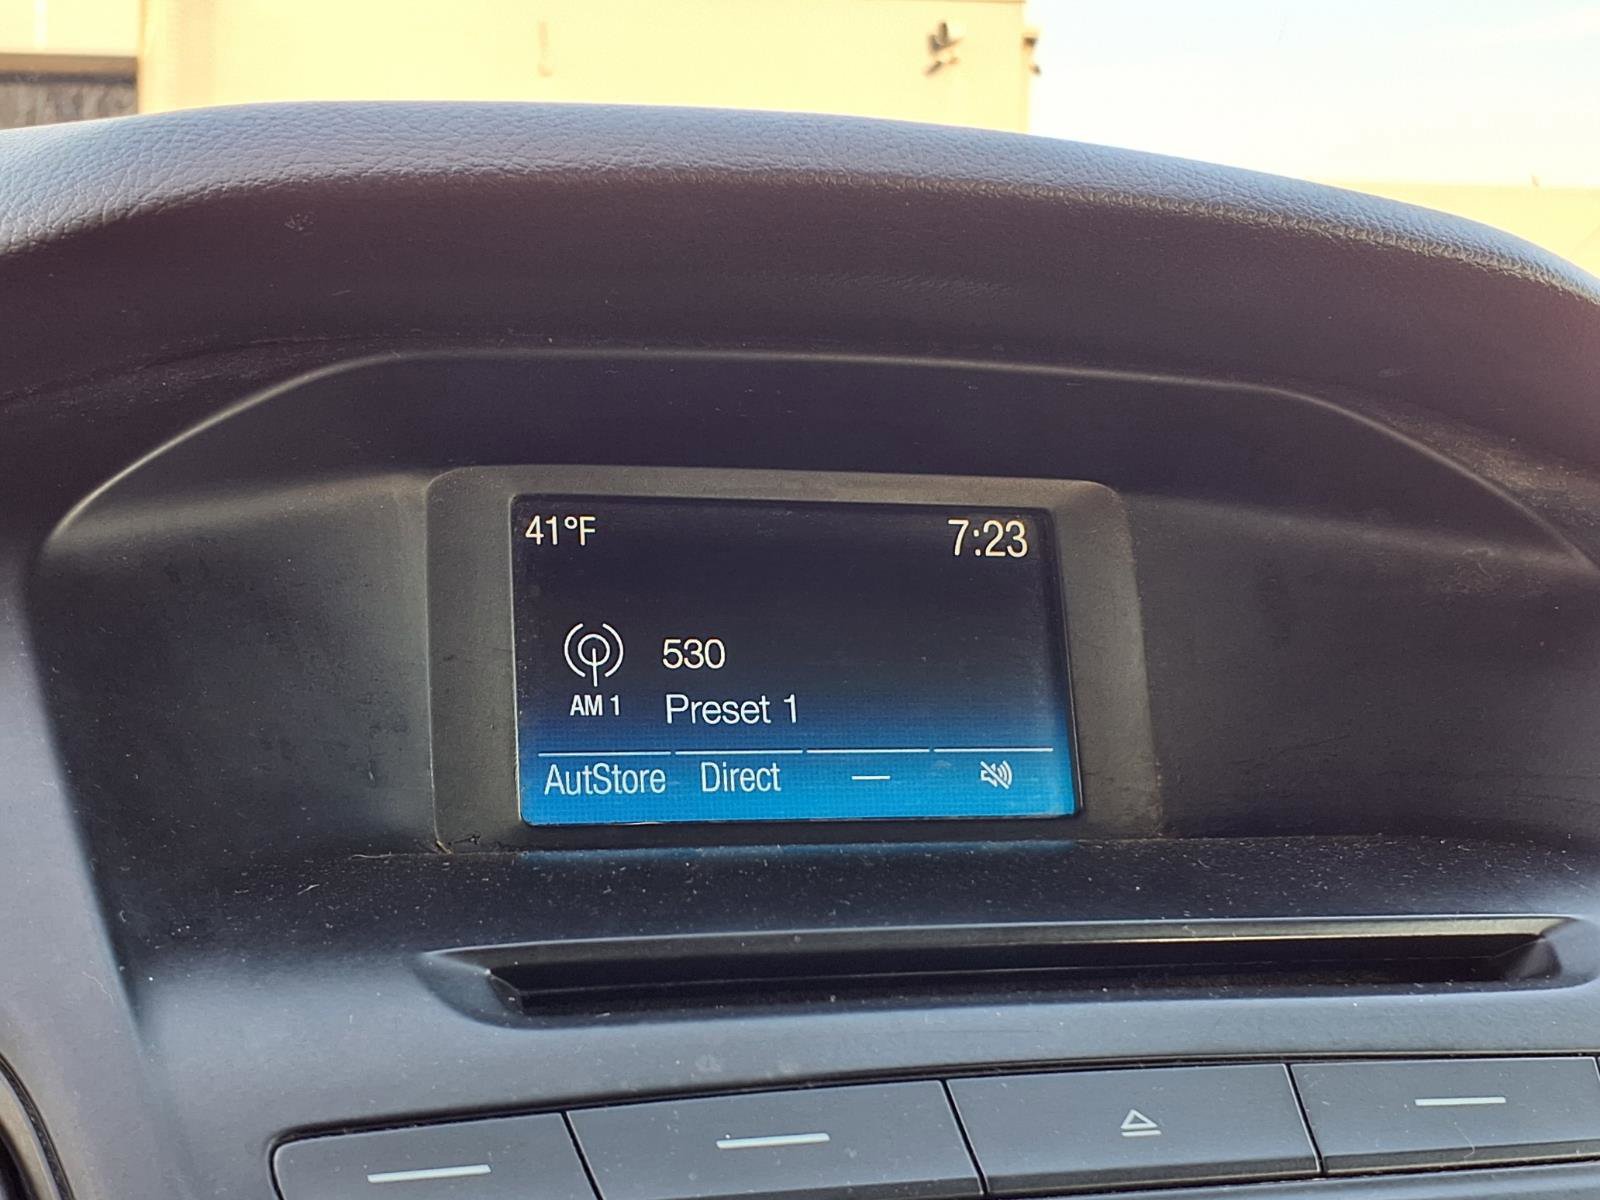 41°F
7:23
530
AM 1
Preset 1
AutStore
Direct